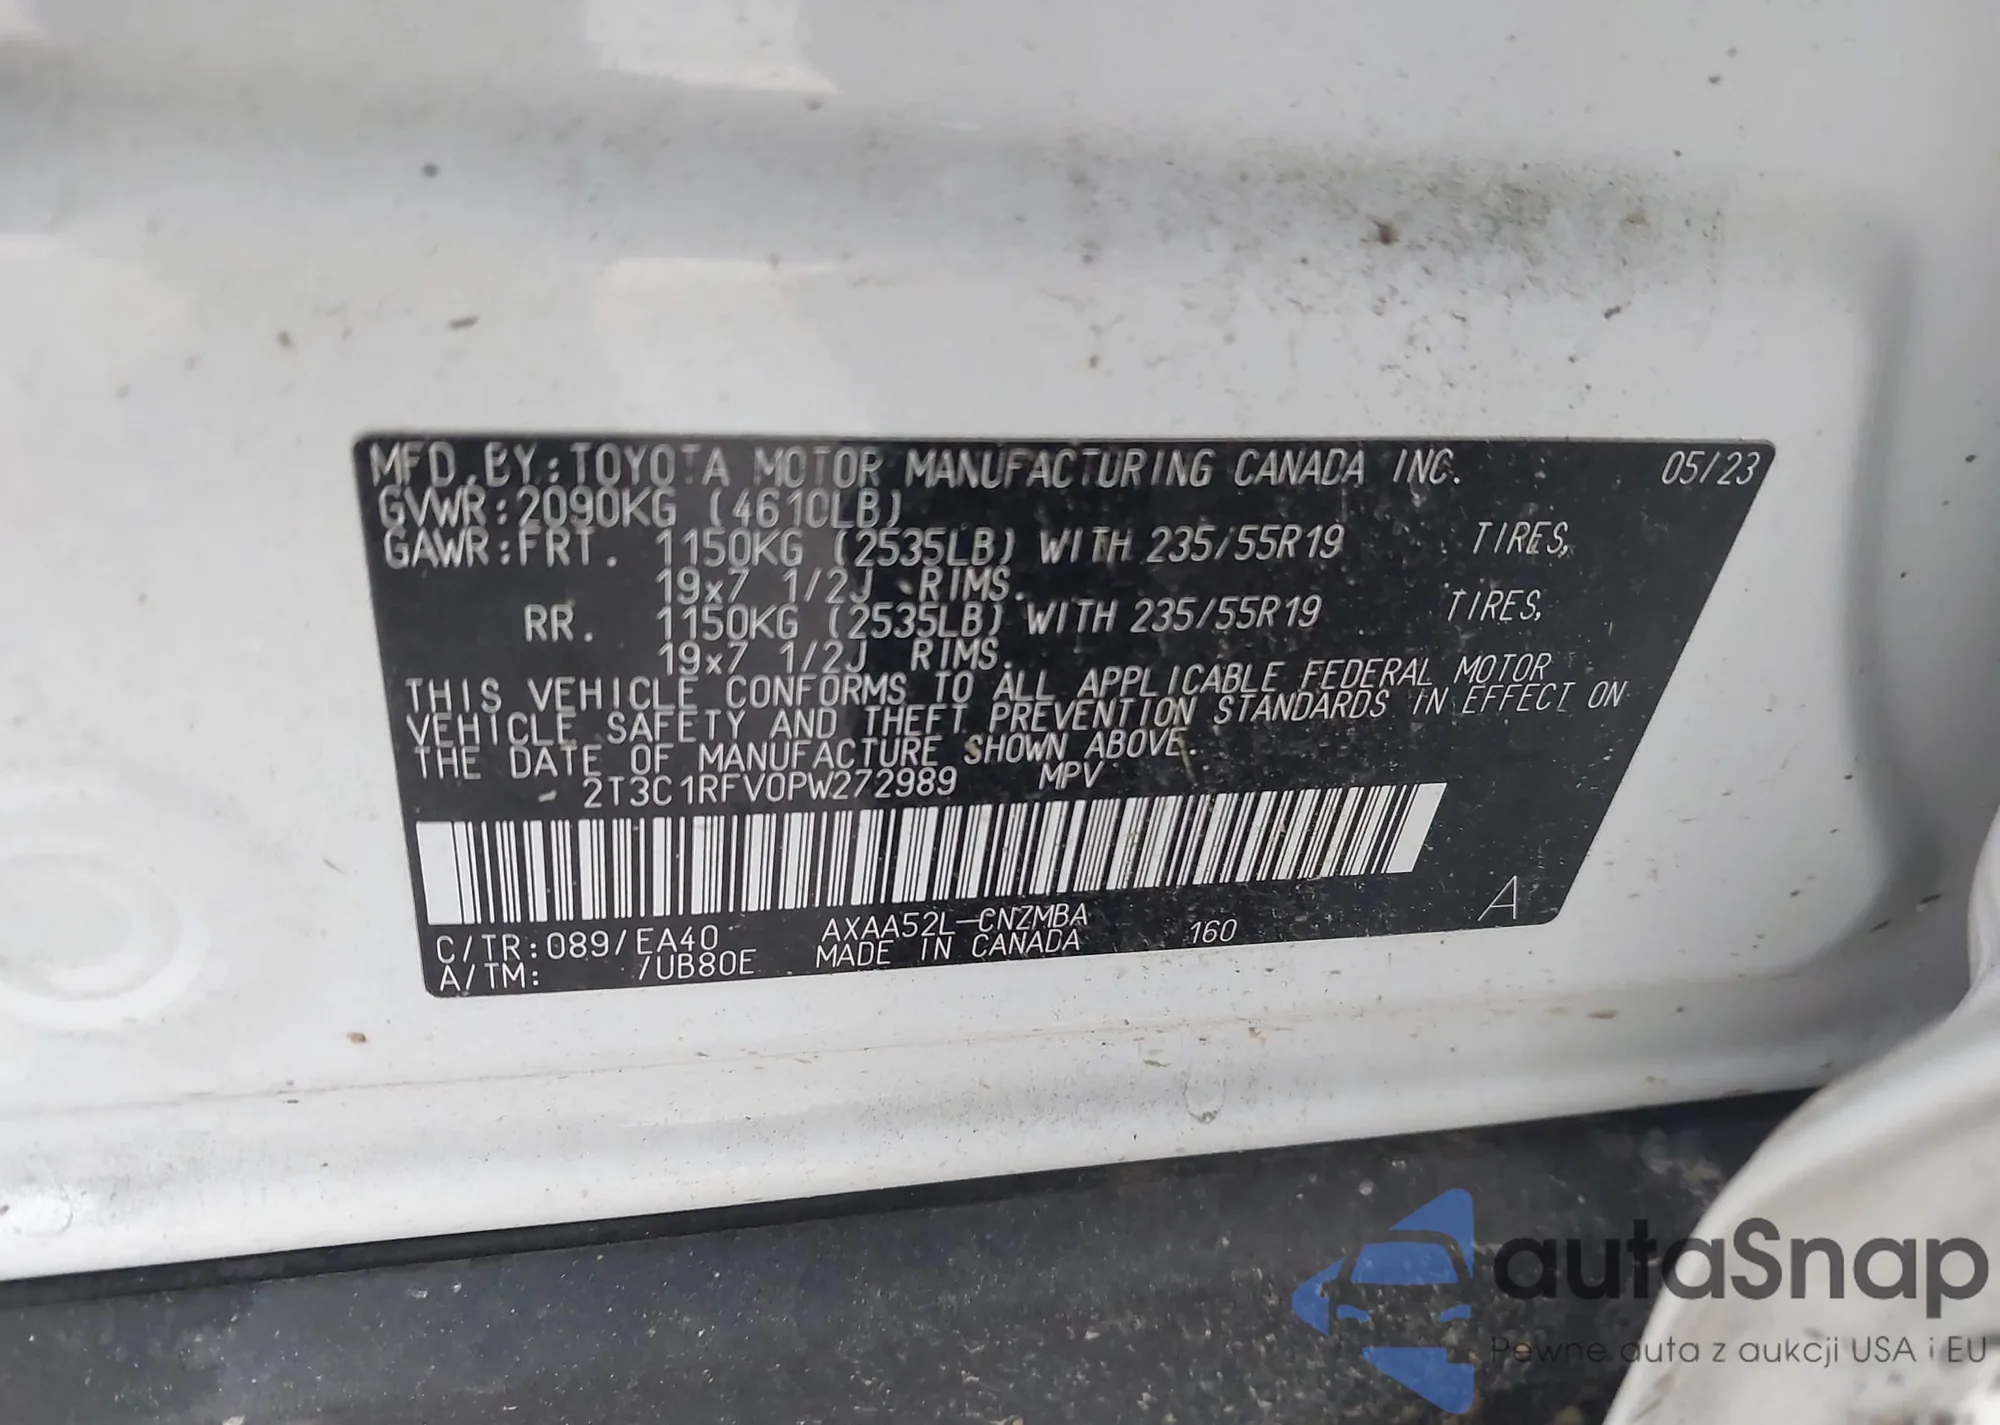 MFD.BY:TOYOTA MOTOR MANUFACTURING CANADA INC. 05/23
GVWR:2090KG (4610LB)
GAWR:FRT. 1150KG (2535LB) WITH 235/55R19 TIRES,
19x7 1/2J RIMS.
RR. 1150KG (2535LB) WITH 235/55R19 TIRES,
19x7 1/2J RIMS.
THIS VEHICLE CONFORMS TO ALL APPLICABLE FEDERAL MOTOR
VEHICLE SAFETY AND THEFT PREVENTION STANDARDS IN EFFECT ON
THE DATE OF MANUFACTURE SHOWN ABOVE.
2T3C1RFV0PW272989 MPV
C/TR:089/EA40 AXAA52L-CNZMBA 160 A
A/TM: /UB80E MADE IN CANADA
autaSnap
Pewne auta z aukcji USA i EU